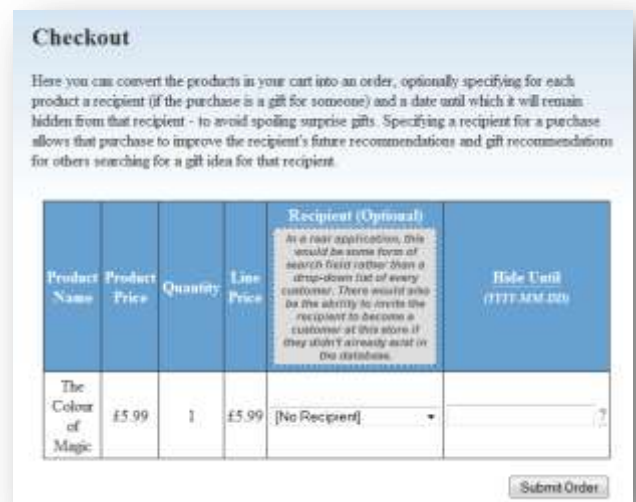 Checkout
Here you can convert the products in your cart into an order, optionally specifying for each
product a recipient (if the purchase is a gift for someone) and a date until which it will remain
hidden from that recipient - to avoid spoiling surprise gifts. Specifying a recipient for a purchase
allows that purchase to improve the recipient's future recommendations and gift recommendations
for others searching for a gift idea for that recipient.
Product Name
Product Price
Quantity
Line Price
Recipient (Optional)
In a real application, this
would be some form of
search field rather than a
drop-down list of every
customer. There would also
be the ability to invite the
recipient to become a
customer at this store if
they didn't already exist in
the database.
Hide Until
(YYYY-MM-DD)
The
Colour
of
Magic
£5.99
1
£5.99
[No Recipient]
?
Submit Order